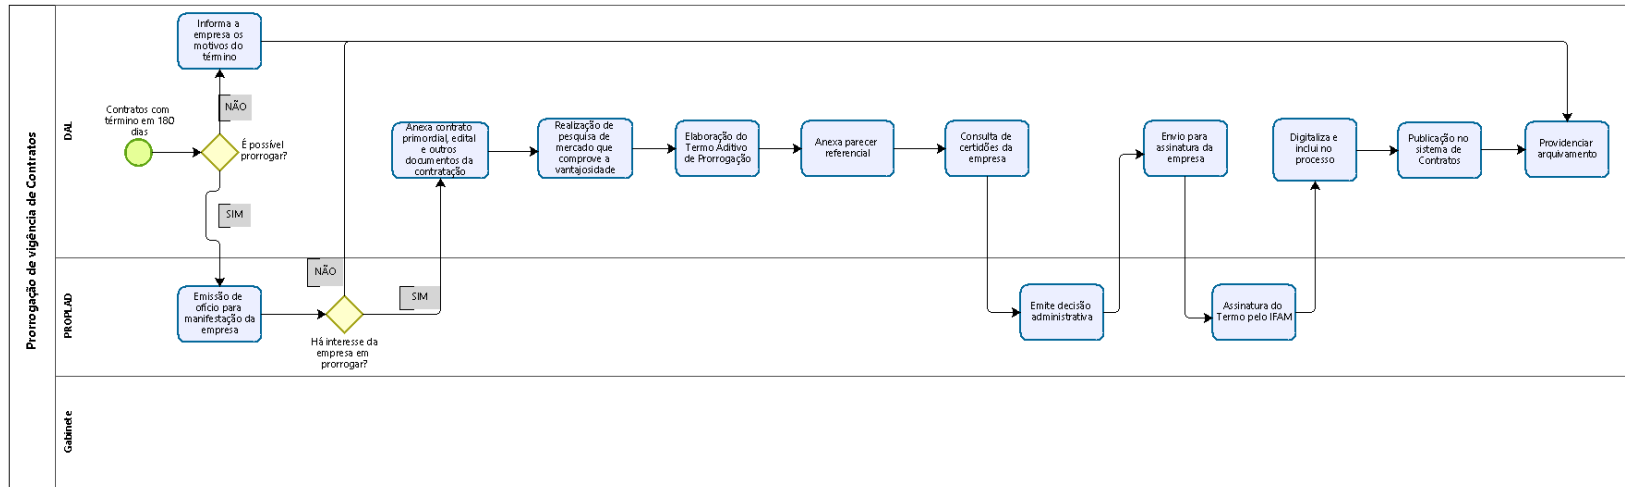 Prorrogação de vigência de Contratos
DAL
Informa a
empresa os
motivos do
término
NÃO
Contratos com
término em 180
dias
É possível
prorrogar?
SIM
Anexa contrato
primordial, edital
e outros
documentos da
contratação
Realização de
pesquisa de
mercado que
comprove a
vantajosidade
Elaboração do
Termo Aditivo
de Prorrogação
Anexa parecer
referencial
Consulta de
certidões da
empresa
Envio para
assinatura da
empresa
Digitaliza e
inclui no
processo
Publicação no
sistema de
Contratos
Providenciar
arquivamento
PROPLAD
Emissão de
ofício para
manifestação da
empresa
NÃO
Há interesse da
empresa em
prorrogar?
SIM
Emite decisão
administrativa
Assinatura do
Termo pelo IFAM
Gabinete